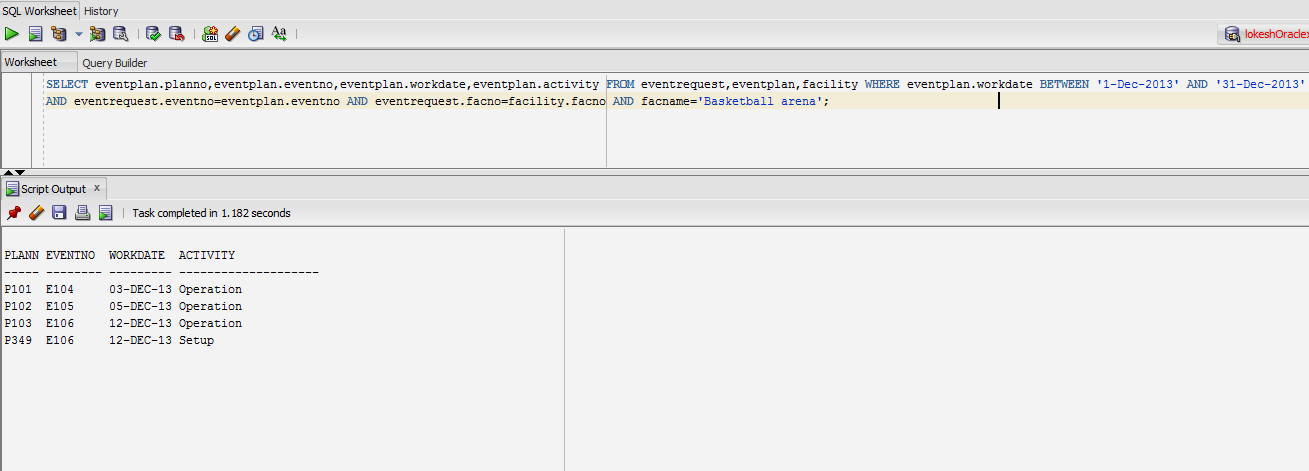 SQL Worksheet History
lokeshOraclex
Worksheet Query Builder
SELECT eventplan.planno,eventplan.eventno,eventplan.workdate,eventplan.activity FROM eventrequest,eventplan,facility WHERE eventplan.workdate BETWEEN '1-Dec-2013' AND '31-Dec-2013'
AND eventrequest.eventno=eventplan.eventno AND eventrequest.facno=facility.facno AND facname='Basketball arena';
Script Output x
Task completed in 1.182 seconds
PLANN EVENTNO WORKDATE ACTIVITY
----- -------- --------- --------------------
P101 E104 03-DEC-13 Operation
P102 E105 05-DEC-13 Operation
P103 E106 12-DEC-13 Operation
P349 E106 12-DEC-13 Setup